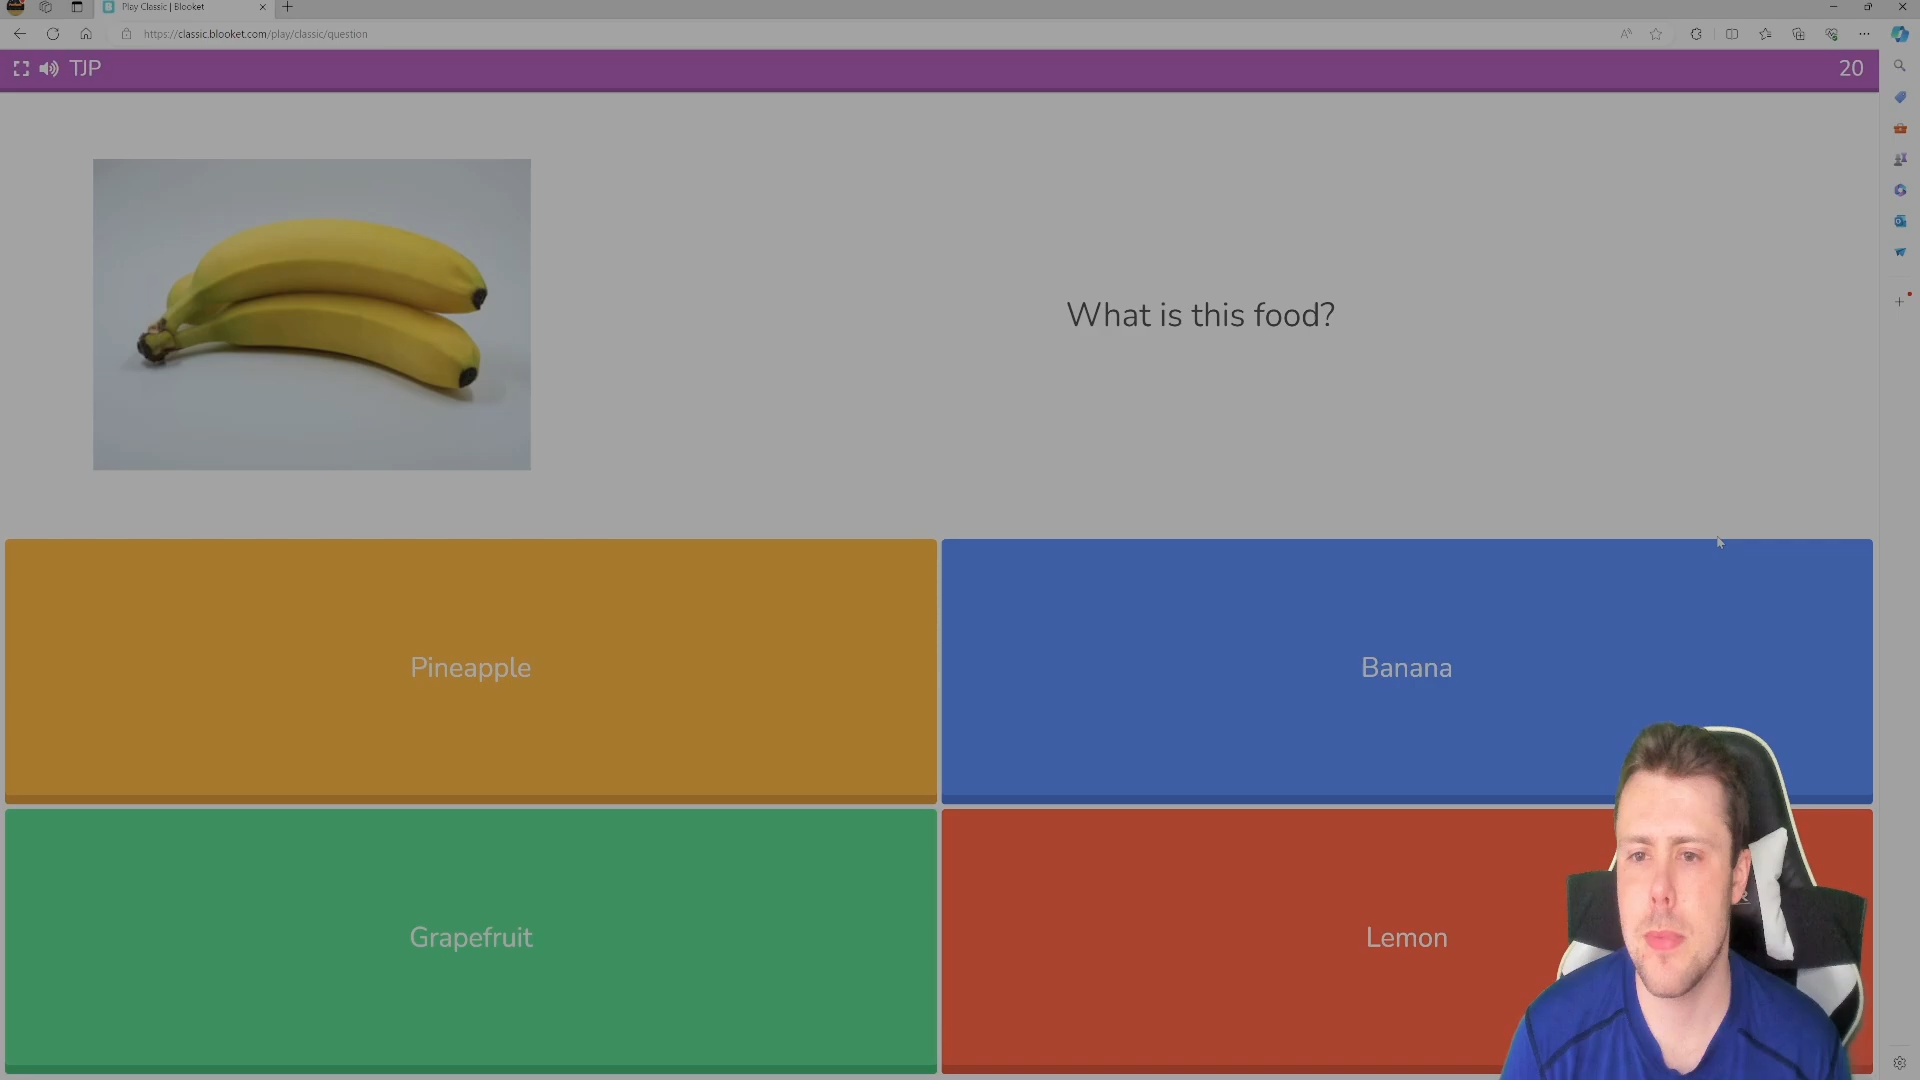 Play Classic | Blooket
https://classic.blooket.com/play/classic/question
TJP
20
What is this food?
Pineapple
Banana
Grapefruit
Lemon